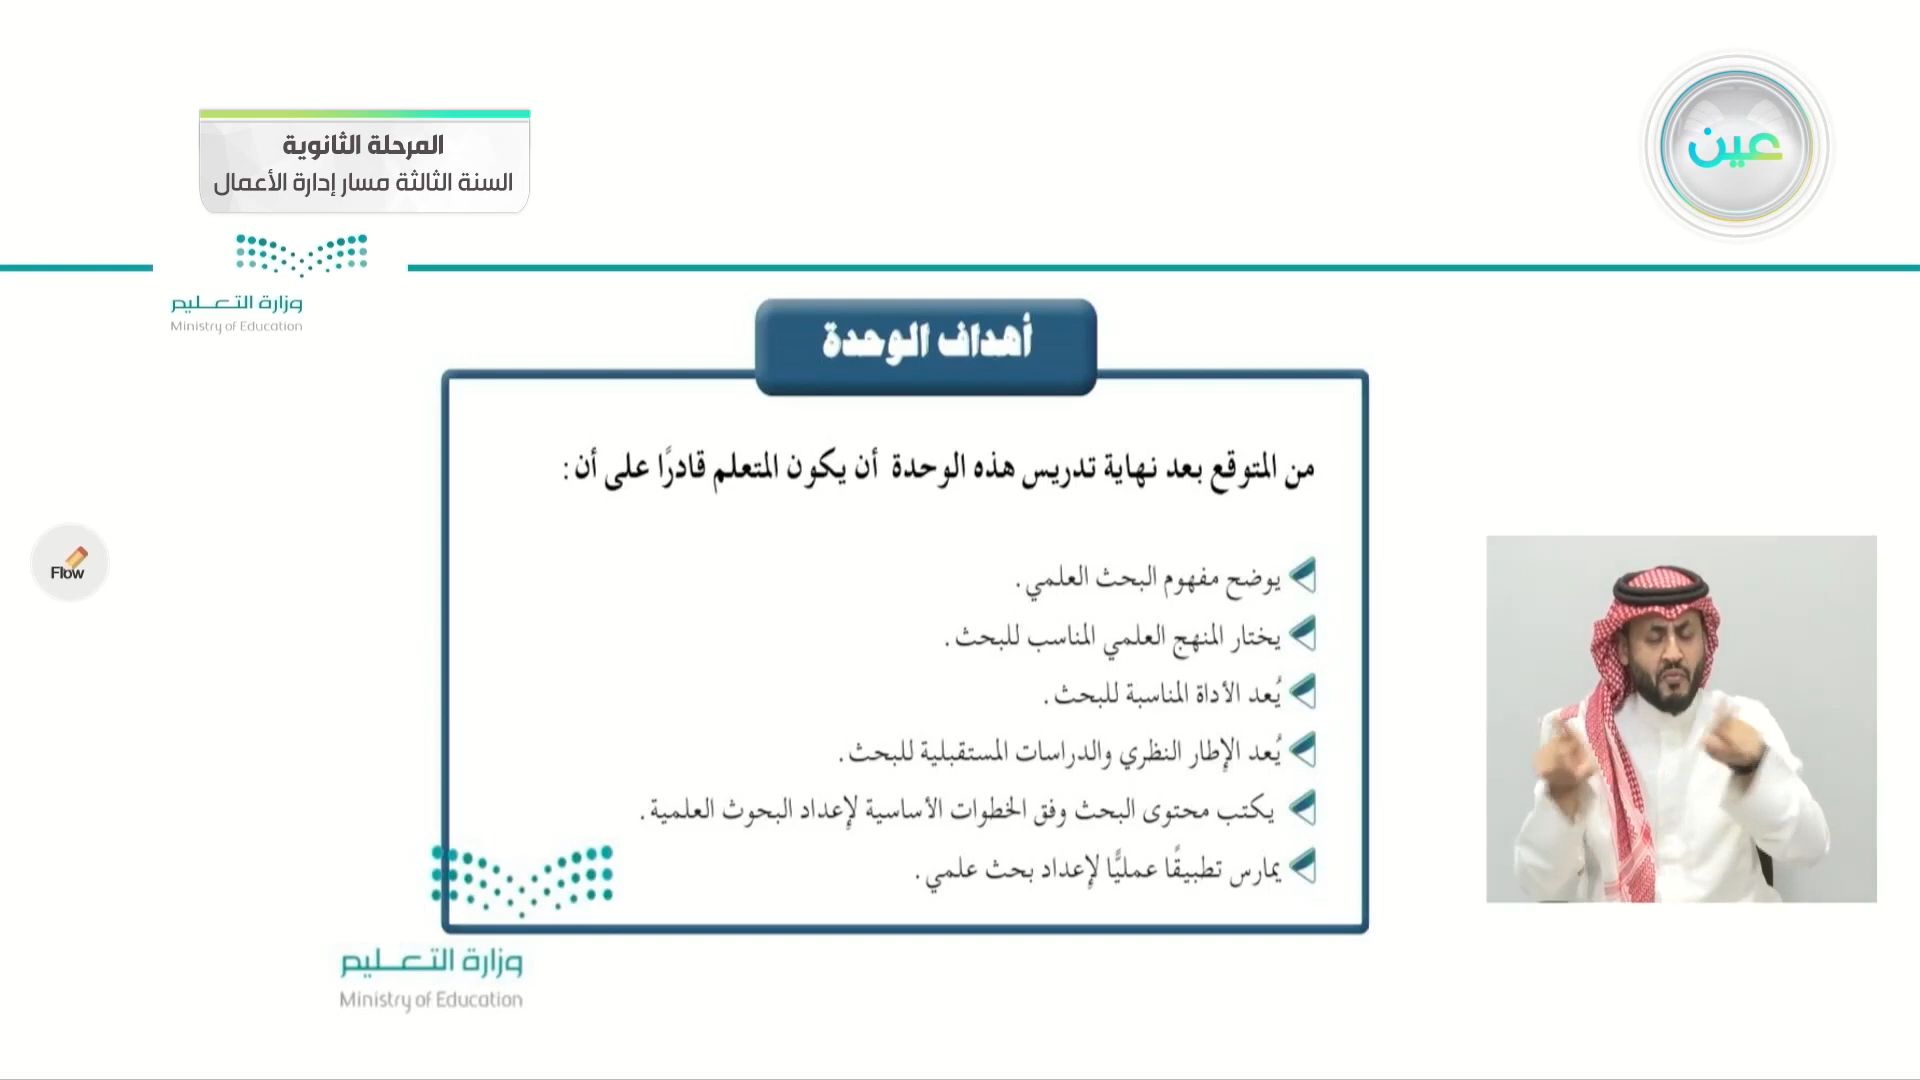 المرحلة الثانوية
السنة الثالثة مسار إدارة الأعمال
عين
وزارة التعليم
Ministry of Education
أهداف الوحدة
من المتوقع بعد نهاية تدريس هذه الوحدة أن يكون المتعلم قادرًا على أن:
يوضح مفهوم البحث العلمي.
يختار المنهج العلمي المناسب للبحث.
يُعد الأداة المناسبة للبحث.
يُعد الإطار النظري والدراسات المستقبلية للبحث.
يكتب محتوى البحث وفق الخطوات الأساسية لإعداد البحوث العلمية.
يمارس تطبيقًا عمليًّا لإعداد بحث علمي.
Flow
وزارة التعليم
Ministry of Education